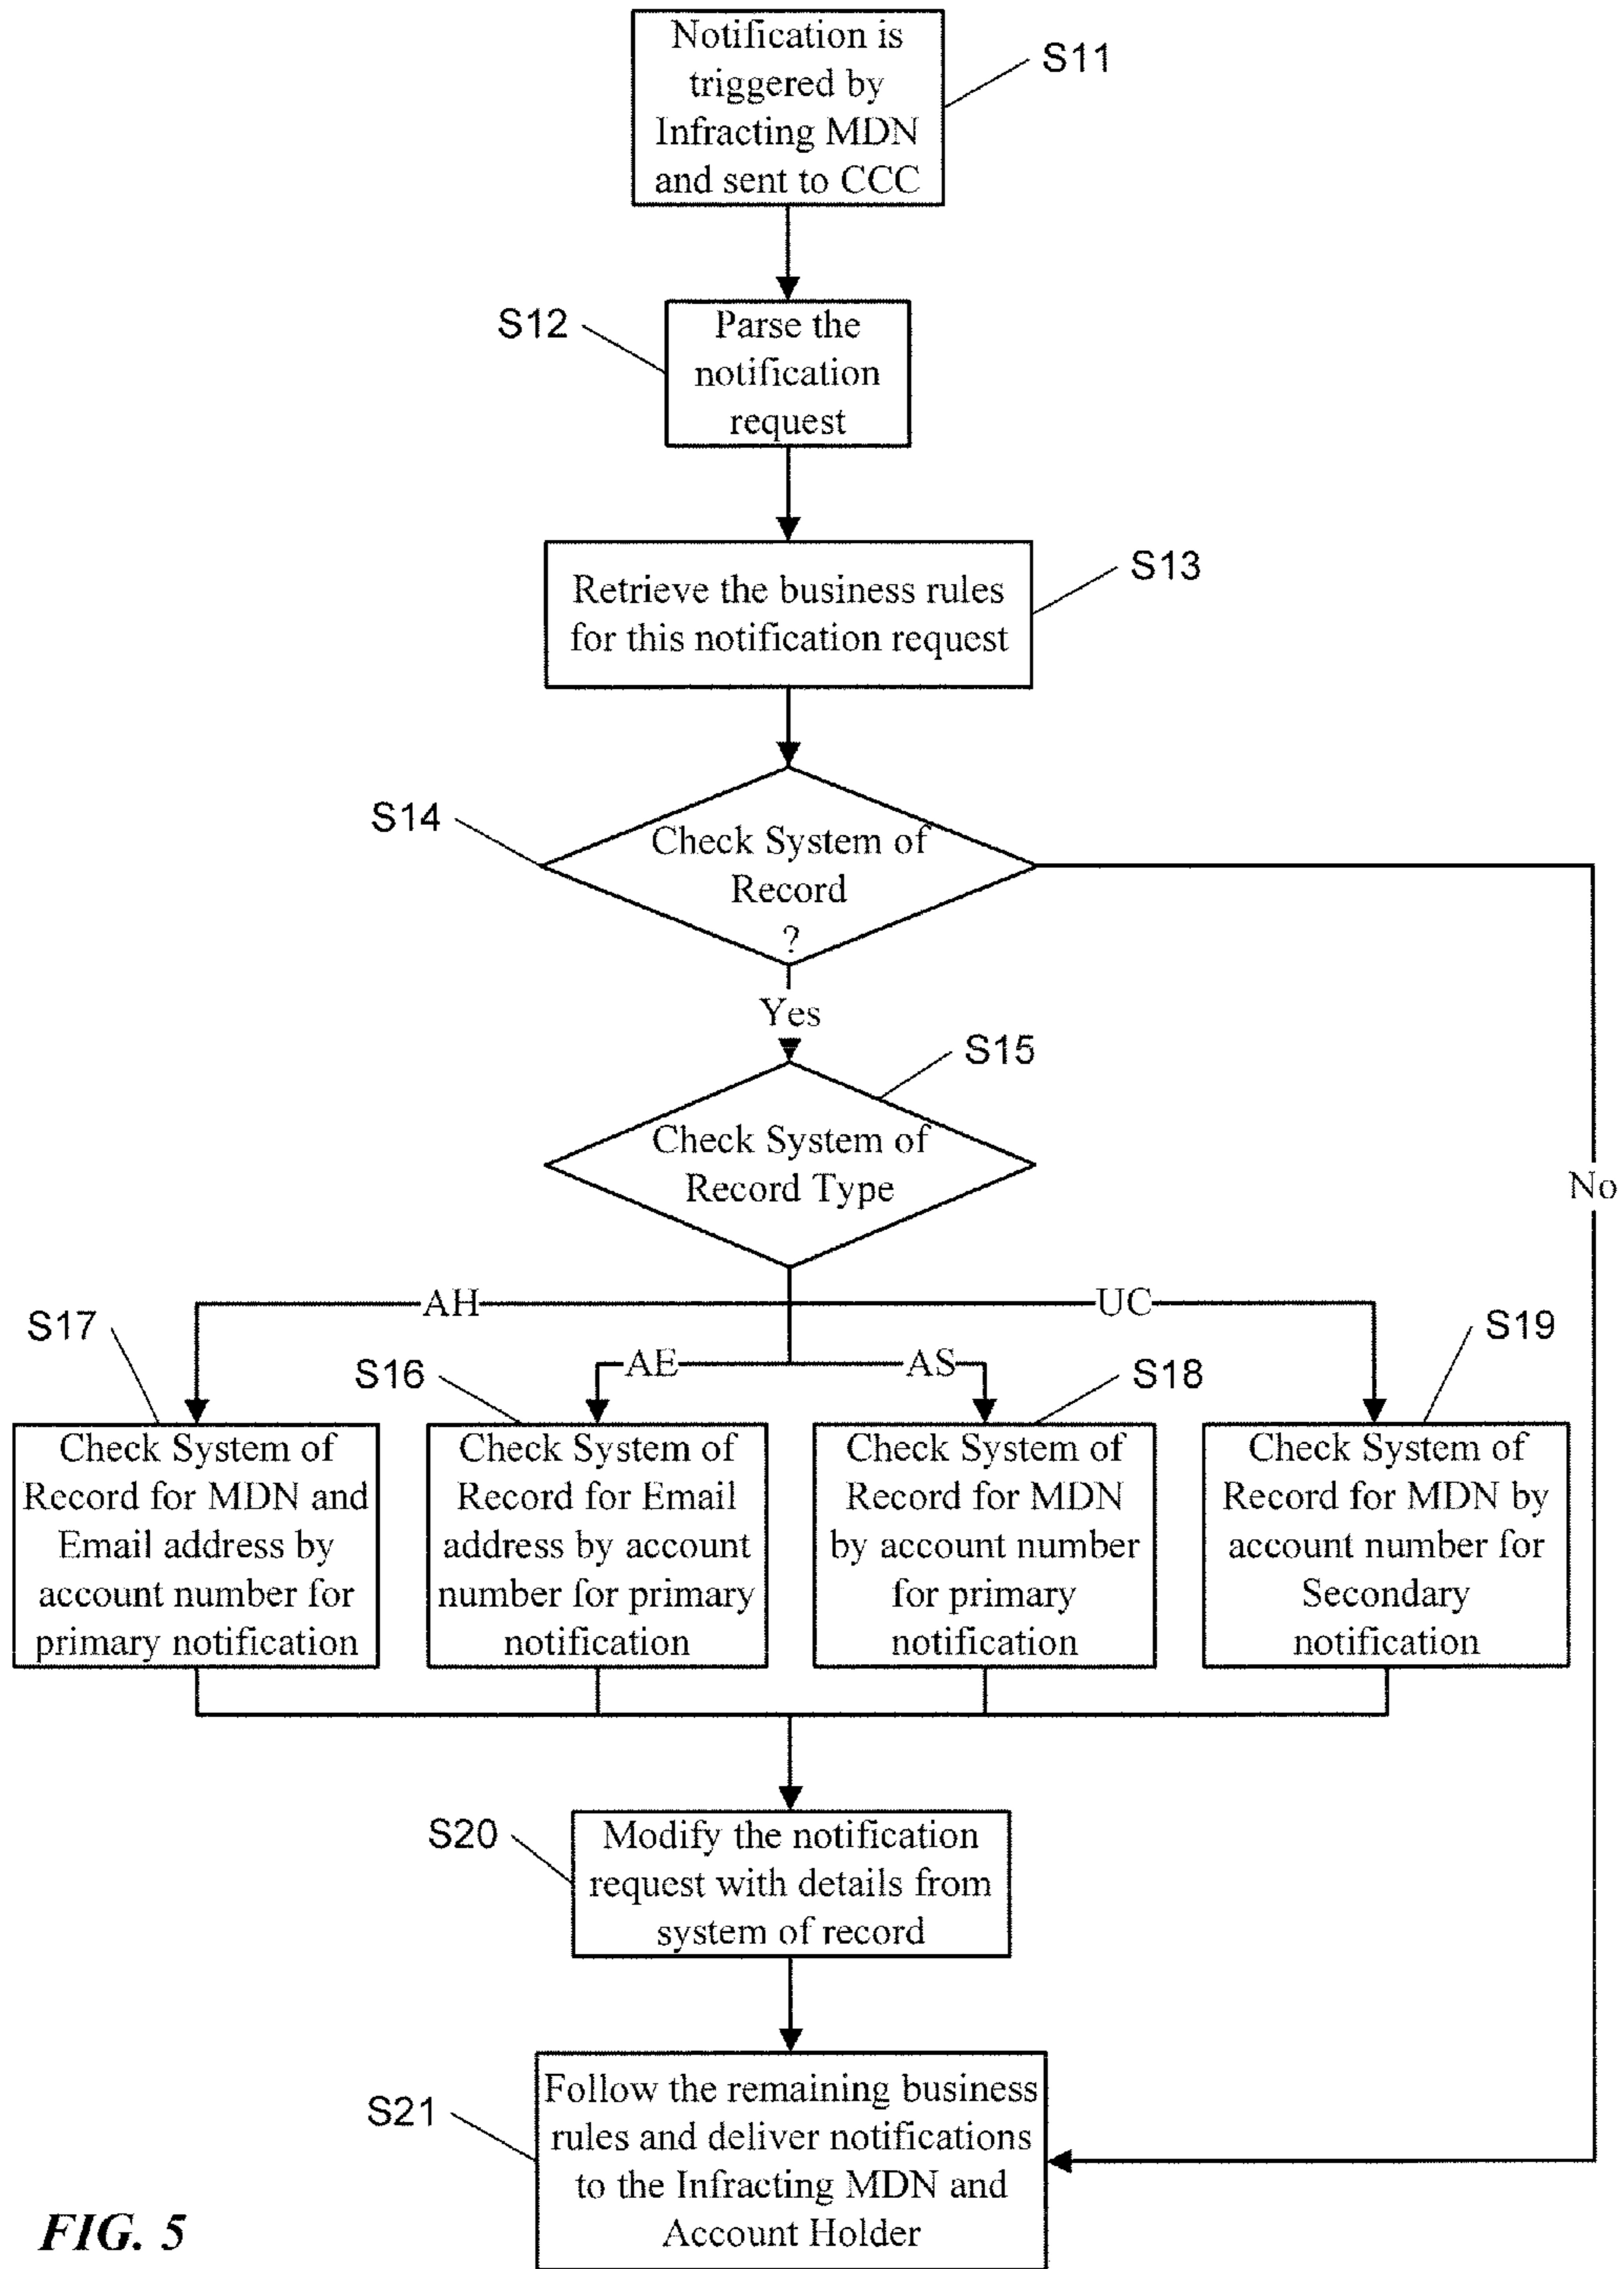 Notification is
triggered by
Infracting MDN
and sent to CCC
S11
S12
Parse the
notification
request
S13
Retrieve the business rules
for this notification request
S14
Check System of
Record
?
Yes
No
S15
Check System of
Record Type
AH
UC
AE
AS
S17
S16
S18
S19
Check System of
Record for MDN and
Email address by
account number for
primary notification
Check System of
Record for Email
address by account
number for primary
notification
Check System of
Record for MDN
by account number
for primary
notification
Check System of
Record for MDN by
account number for
Secondary
notification
S20
Modify the notification
request with details from
system of record
S21
Follow the remaining business
rules and deliver notifications
to the Infracting MDN and
Account Holder
FIG. 5